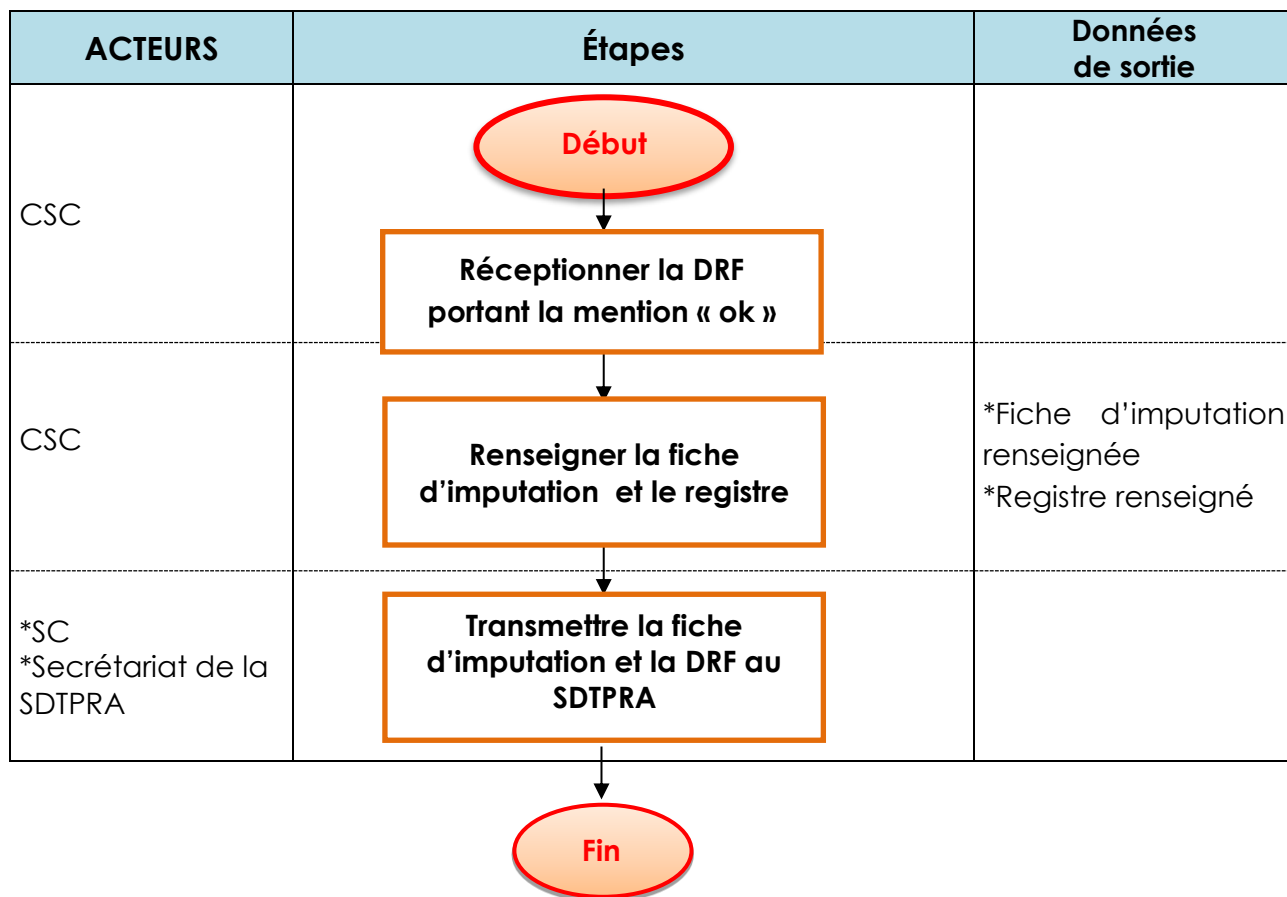 ACTEURS
Étapes
Données
de sortie
Début
CSC
Réceptionner la DRF
portant la mention « ok »
CSC
Renseigner la fiche
d’imputation et le registre
*Fiche d’imputation
renseignée
*Registre renseigné
*SC
*Secrétariat de la
SDTPRA
Transmettre la fiche
d’imputation et la DRF au
SDTPRA
Fin